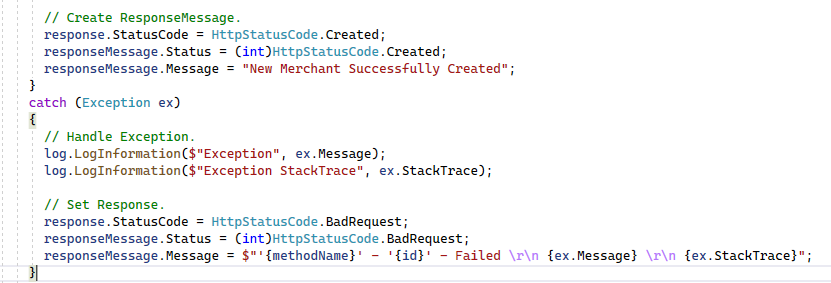 // Create ResponseMessage.
response.StatusCode = HttpStatusCode.Created;
responseMessage.Status = (int)HttpStatusCode.Created;
responseMessage.Message = "New Merchant Successfully Created";
}
catch (Exception ex)
{
// Handle Exception.
log.LogInformation($"Exception", ex.Message);
log.LogInformation($"Exception StackTrace", ex.StackTrace);
// Set Response.
response.StatusCode = HttpStatusCode.BadRequest;
responseMessage.Status = (int)HttpStatusCode.BadRequest;
responseMessage.Message = $"'{methodName}' - '{id}' - Failed \r\n {ex.Message} \r\n {ex.StackTrace}";
}